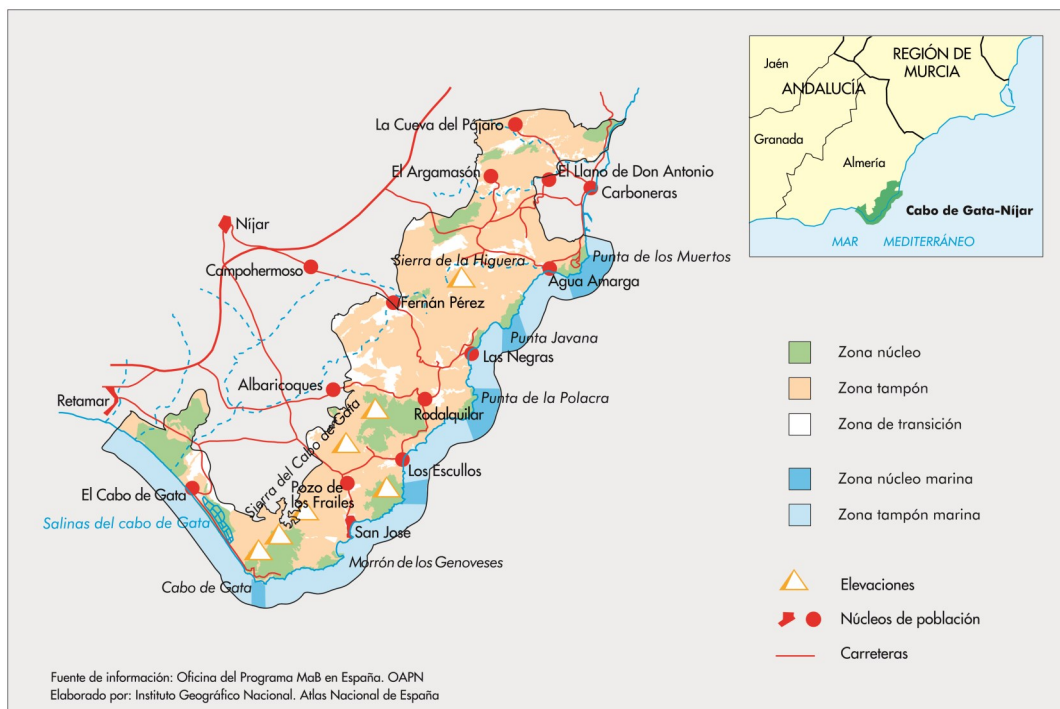 Jaén
REGIÓN DE
MURCIA
ANDALUCÍA
Granada
Almería
Cabo de Gata-Níjar
MAR MEDITERRÁNEO
La Cueva del Pájaro
El Argamasón
El Llano de Don Antonio
Carboneras
Níjar
Sierra de la Higuera
Punta de los Muertos
Campohermoso
Agua Amarga
Fernán Pérez
Punta Javana
Las Negras
Albaricoques
Retamar
Punta de la Polacra
Rodalquilar
Sierra del Cabo de Gata
Los Escullos
El Cabo de Gata
Pozo de
los Frailes
Salinas del cabo de Gata
San Jose
Morrón de los Genoveses
Cabo de Gata
Zona núcleo
Zona tampón
Zona de transición
Zona núcleo marina
Zona tampón marina
Elevaciones
Núcleos de población
Carreteras
Fuente de información: Oficina del Programa MaB en España. OAPN
Elaborado por: Instituto Geográfico Nacional. Atlas Nacional de España